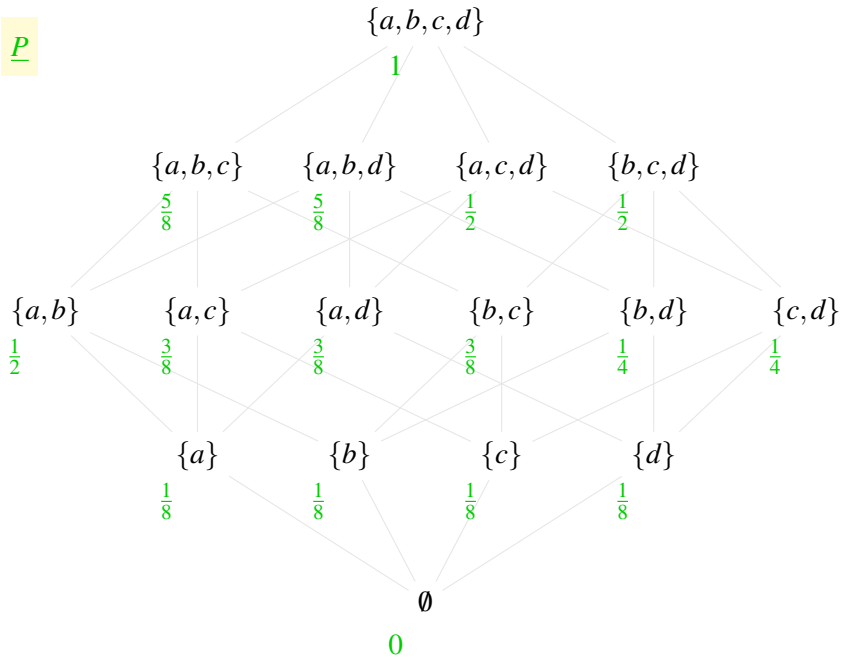 {a,b,c,d}
P
1
{a,b,c} {a,b,d} {a,c,d} {b,c,d}
5/8 5/8 1/2 1/2
{a,b} {a,c} {a,d} {b,c} {b,d} {c,d}
1/2 3/8 3/8 3/8 1/4 1/4
{a} {b} {c} {d}
1/8 1/8 1/8 1/8
∅
0